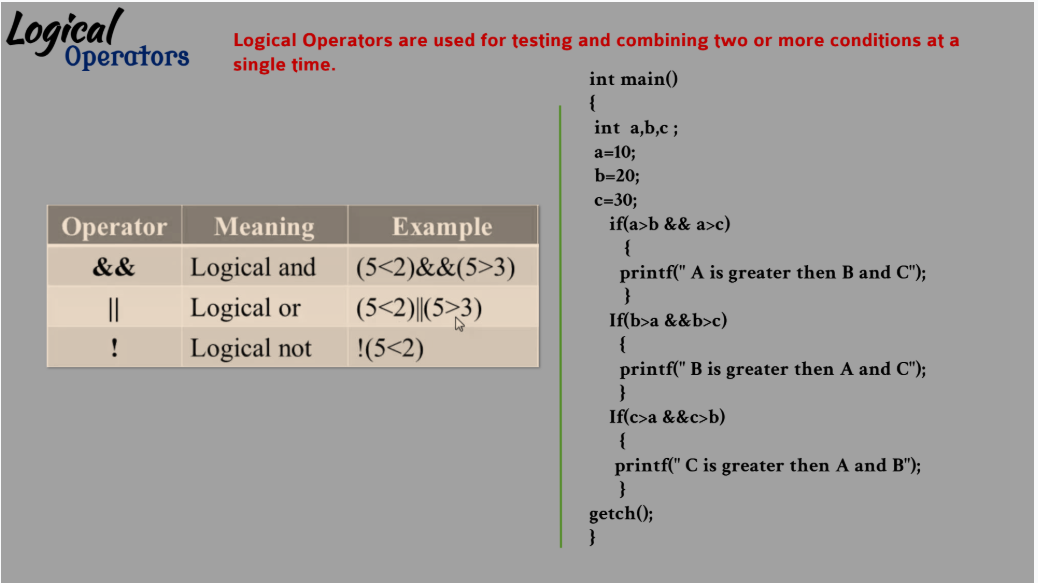 Logical
Operators
Logical Operators are used for testing and combining two or more conditions at a
single time.
Operator Meaning Example
&& Logical and (5<2)&&(5>3)
|| Logical or (5<2)||(5>3)
! Logical not !(5<2)
int main()
{
int a,b,c ;
a=10;
b=20;
c=30;
if(a>b && a>c)
{
printf(" A is greater then B and C");
}
If(b>a &&b>c)
{
printf(" B is greater then A and C");
}
If(c>a &&c>b)
{
printf(" C is greater then A and B");
}
getch();
}